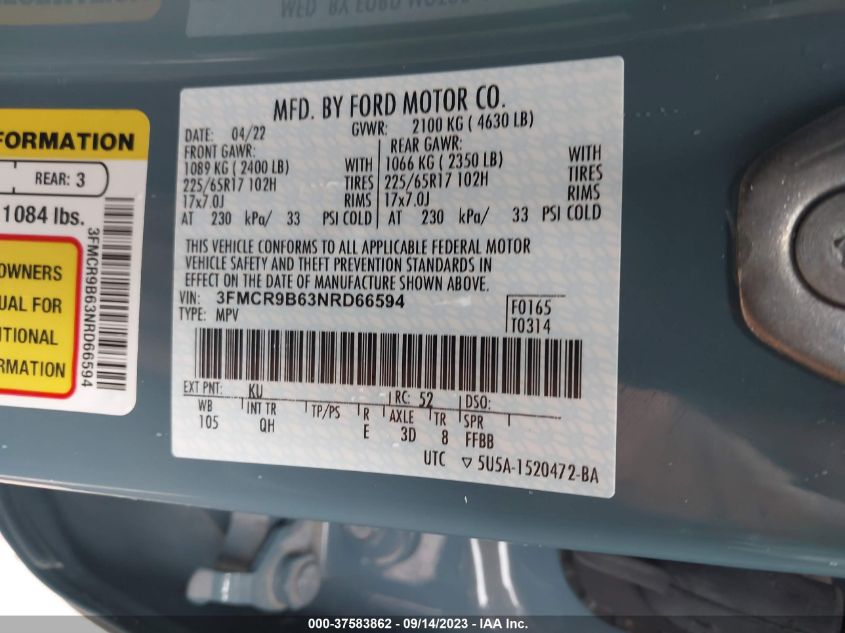 WED BY FORD
MFD. BY FORD MOTOR CO.
DATE: 04/22 GVWR: 2100 KG ( 4630 LB)
FRONT GAWR: REAR GAWR:
1089 KG ( 2400 LB) WITH 1066 KG ( 2350 LB) WITH
225/65R17 102H TIRES 225/65R17 102H TIRES
17x7.0J RIMS 17x7.0J RIMS
AT 230 kPa/ 33 PSI COLD AT 230 kPa/ 33 PSI COLD
THIS VEHICLE CONFORMS TO ALL APPLICABLE FEDERAL MOTOR
VEHICLE SAFETY AND THEFT PREVENTION STANDARDS IN
EFFECT ON THE DATE OF MANUFACTURE SHOWN ABOVE.
VIN: 3FMCR9B63NRD66594 F0165
TYPE: MPV T0314
EXT PNT: KU RC: 52 DSO:
WB INT TR TP/PS R AXLE TR SPR
105 QH E 3D 8 FFBB
UTC ▽ 5U5A-1520472-BA
FORMATION
REAR: 3
1084 lbs.
OWNERS
UAL FOR
ITIONAL
RMATION
3FMCR9B63NRD66594
000-37583862 - 09/14/2023 - IAA Inc.